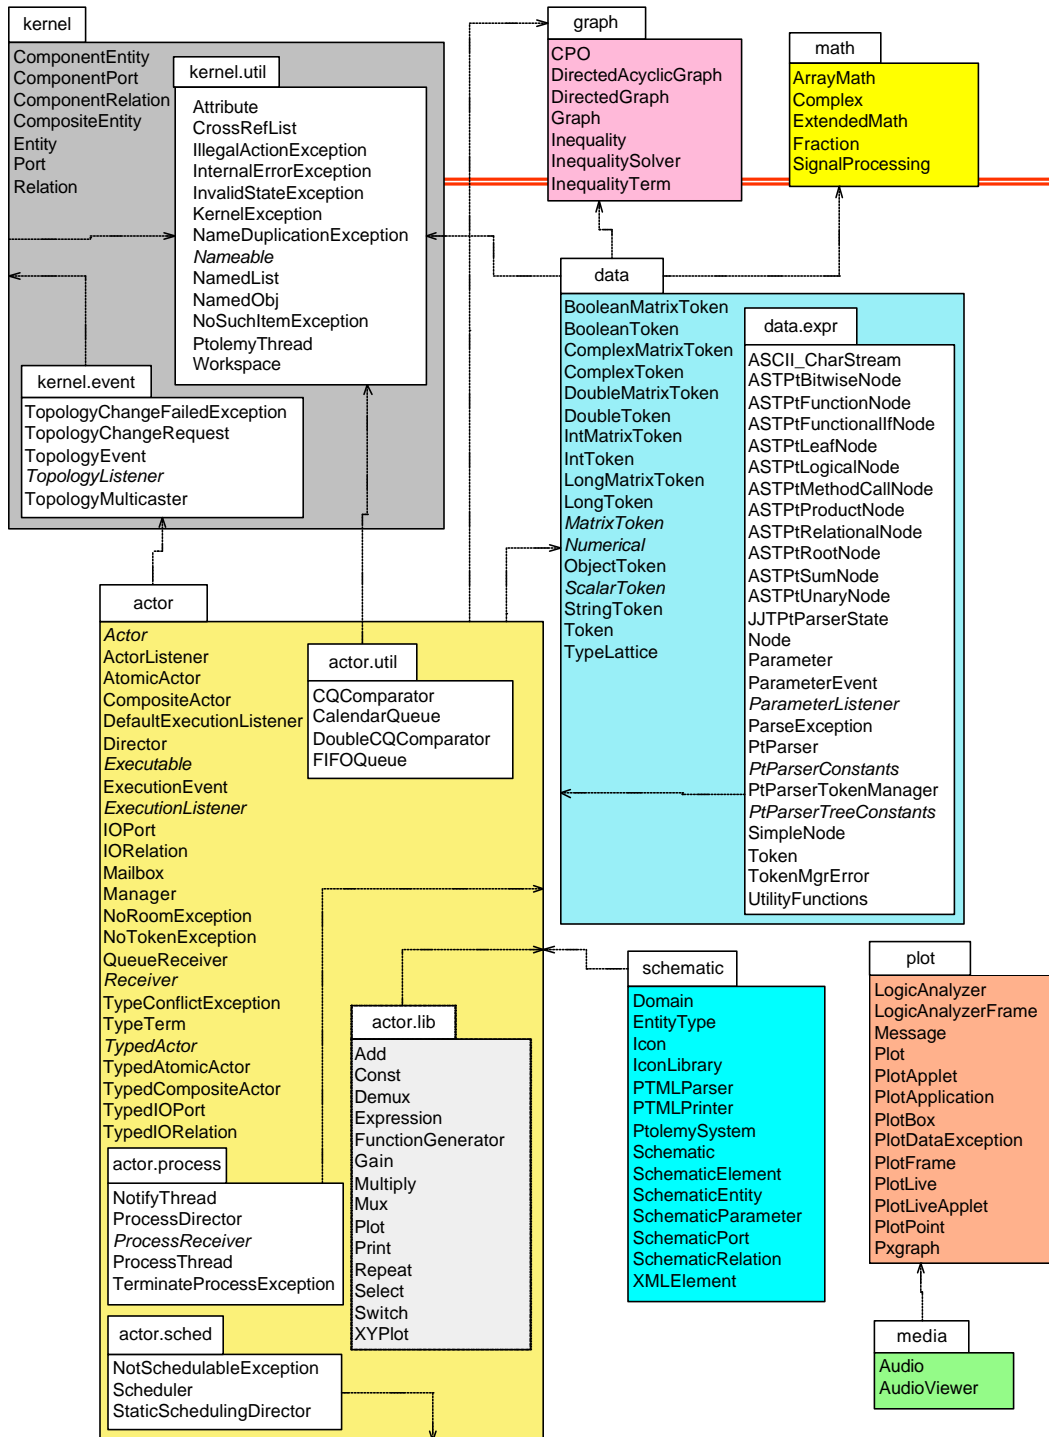 kernel
ComponentEntity
ComponentPort
ComponentRelation
CompositeEntity
Entity
Port
Relation
kernel.util
Attribute
CrossRefList
IllegalActionException
InternalErrorException
InvalidStateException
KernelException
NameDuplicationException
Nameable
NamedList
NamedObj
NoSuchItemException
PtolemyThread
Workspace
kernel.event
TopologyChangeFailedException
TopologyChangeRequest
TopologyEvent
TopologyListener
TopologyMulticaster
graph
CPO
DirectedAcyclicGraph
DirectedGraph
Graph
Inequality
InequalitySolver
InequalityTerm
math
ArrayMath
Complex
ExtendedMath
Fraction
SignalProcessing
data
BooleanMatrixToken
BooleanToken
ComplexMatrixToken
ComplexToken
DoubleMatrixToken
DoubleToken
IntMatrixToken
IntToken
LongMatrixToken
LongToken
MatrixToken
Numerical
ObjectToken
ScalarToken
StringToken
Token
TypeLattice
data.expr
ASCII_CharStream
ASTPtBitwiseNode
ASTPtFunctionNode
ASTPtFunctionalIfNode
ASTPtLeafNode
ASTPtLogicalNode
ASTPtMethodCallNode
ASTPtProductNode
ASTPtRelationalNode
ASTPtRootNode
ASTPtSumNode
ASTPtUnaryNode
JJTPtParserState
Node
Parameter
ParameterEvent
ParameterListener
ParseException
PtParser
PtParserConstants
PtParserTokenManager
PtParserTreeConstants
SimpleNode
Token
TokenMgrError
UtilityFunctions
actor
Actor
ActorListener
AtomicActor
CompositeActor
DefaultExecutionListener
Director
Executable
ExecutionEvent
ExecutionListener
IOPort
IORelation
Mailbox
Manager
NoRoomException
NoTokenException
QueueReceiver
Receiver
TypeConflictException
TypeTerm
TypedActor
TypedAtomicActor
TypedCompositeActor
TypedIOPort
TypedIORelation
actor.util
CQComparator
CalendarQueue
DoubleCQComparator
FIFOQueue
actor.process
NotifyThread
ProcessDirector
ProcessReceiver
ProcessThread
TerminateProcessException
actor.sched
NotSchedulableException
Scheduler
StaticSchedulingDirector
actor.lib
Add
Const
Demux
Expression
FunctionGenerator
Gain
Multiply
Mux
Plot
Print
Repeat
Select
Switch
XYPlot
schematic
Domain
EntityType
Icon
IconLibrary
PTMLParser
PTMLPrinter
PtolemySystem
Schematic
SchematicElement
SchematicEntity
SchematicParameter
SchematicPort
SchematicRelation
XMLElement
plot
LogicAnalyzer
LogicAnalyzerFrame
Message
Plot
PlotApplet
PlotApplication
PlotBox
PlotDataException
PlotFrame
PlotLive
PlotLiveApplet
PlotPoint
Pxgraph
media
Audio
AudioViewer